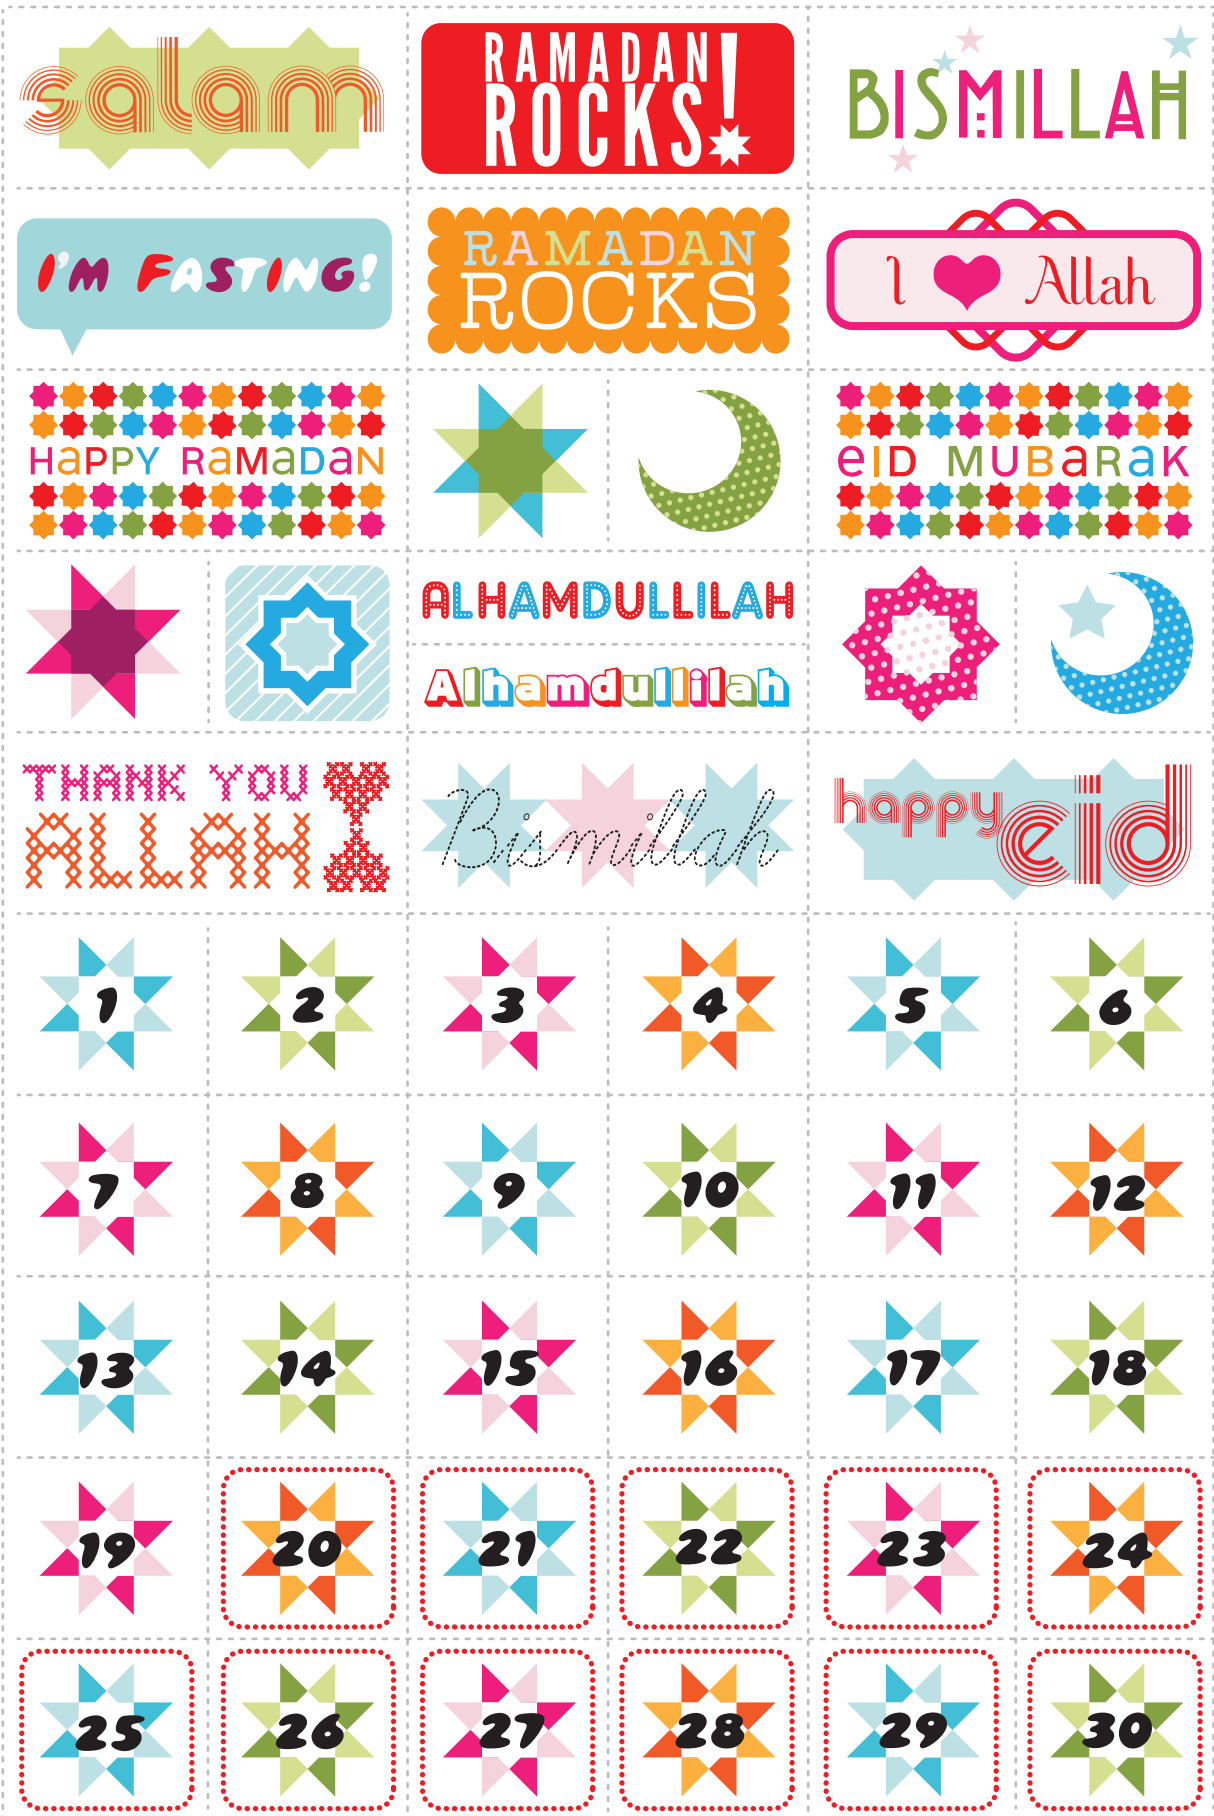 salam
RAMADAN
ROCKS!
BISMILLAH
I'M FASTING!
RAMADAN
ROCKS
I Allah
HaPPY RaMaDaN
eID MUBaRaK
ALHAMDULLILAH
Alhamdullilah
THANK YOU
ALLAH
Bismillah
happy eid
1 2 3 4 5 6
7 8 9 10 11 12
13 14 15 16 17 18
19 20 21 22 23 24
25 26 27 28 29 30